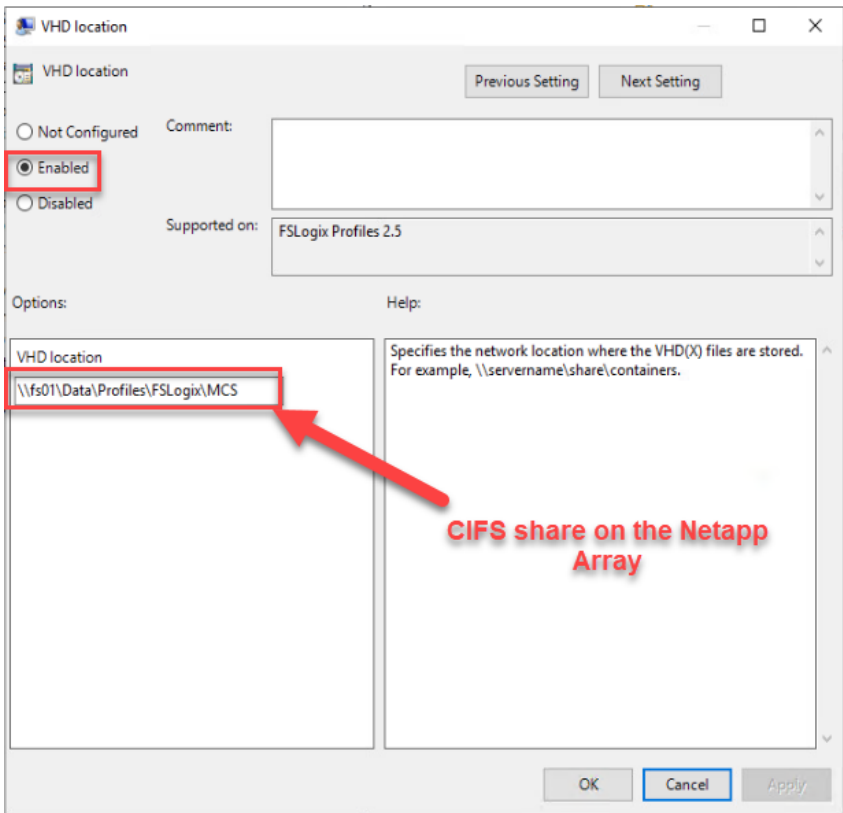 VHD location
VHD location
Previous Setting
Next Setting
Not Configured
Comment:
Enabled
Disabled
Supported on:
FSLogix Profiles 2.5
Options:
Help:
VHD location
\\fs01\Data\Profiles\FSLogix\MCS
Specifies the network location where the VHD(X) files are stored.
For example, \\servername\share\containers.
CIFS share on the Netapp
Array
OK
Cancel
Apply